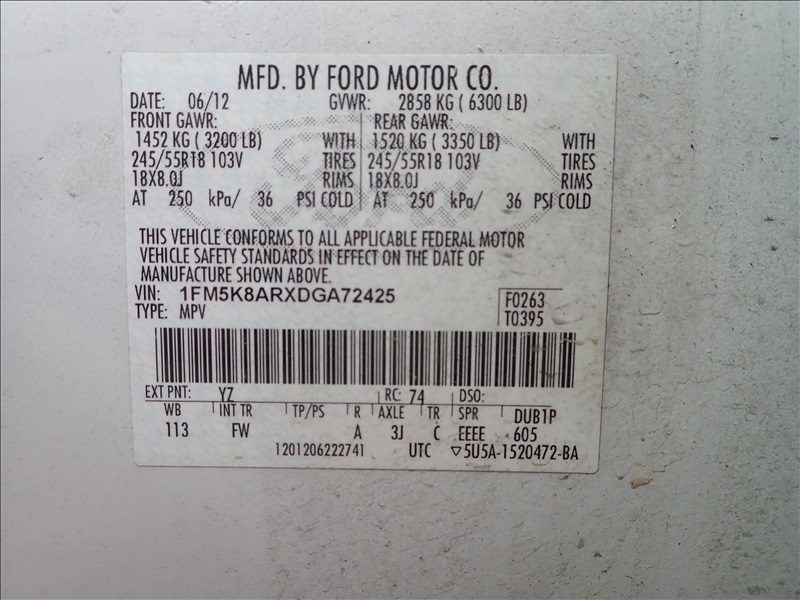 MFD. BY FORD MOTOR CO.
DATE: 06/12 GVWR: 2858 KG ( 6300 LB)
FRONT GAWR: REAR GAWR:
1452 KG ( 3200 LB) WITH 1520 KG ( 3350 LB) WITH
245/55R18 103V TIRES 245/55R18 103V TIRES
18X8.0J RIMS 18X8.0J RIMS
AT 250 kPa/ 36 PSI COLD AT 250 kPa/ 36 PSI COLD
THIS VEHICLE CONFORMS TO ALL APPLICABLE FEDERAL MOTOR
VEHICLE SAFETY STANDARDS IN EFFECT ON THE DATE OF
MANUFACTURE SHOWN ABOVE.
VIN: 1FM5K8ARXDGA72425 F0263
TYPE: MPV T0395
EXT PNT: YZ RC: 74 DSO:
WB INT TR TP/PS R AXLE TR SPR DUB1P
113 FW A 3J C EEEE 605
1201206222741 UTC ▽5U5A-1520472-BA